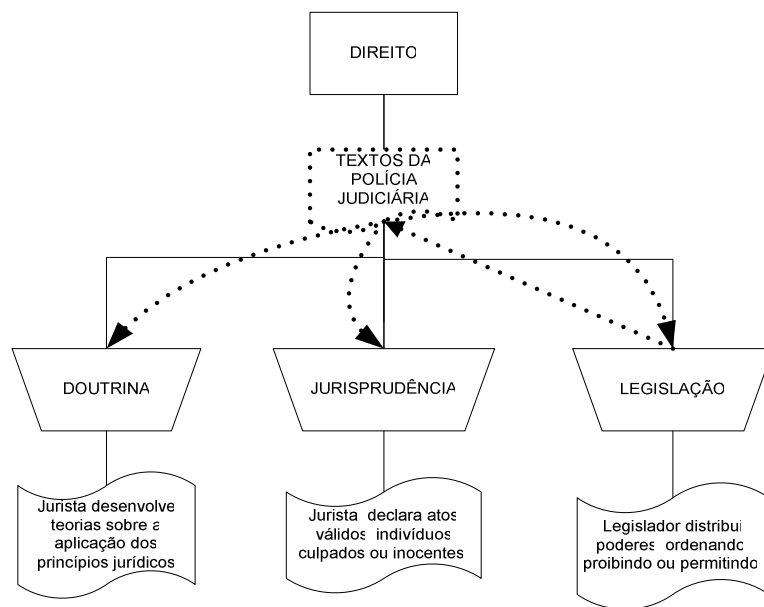 DIREITO
TEXTOS DA
POLÍCIA
JUDICIÁRIA
DOUTRINA
JURISPRUDÊNCIA
LEGISLAÇÃO
Jurista desenvolve
teorias sobre a
aplicação dos
princípios jurídicos
Jurista declara atos
válidos indivíduos
culpados ou inocentes
Legislador distribui
poderes ordenando
proibindo ou permitindo